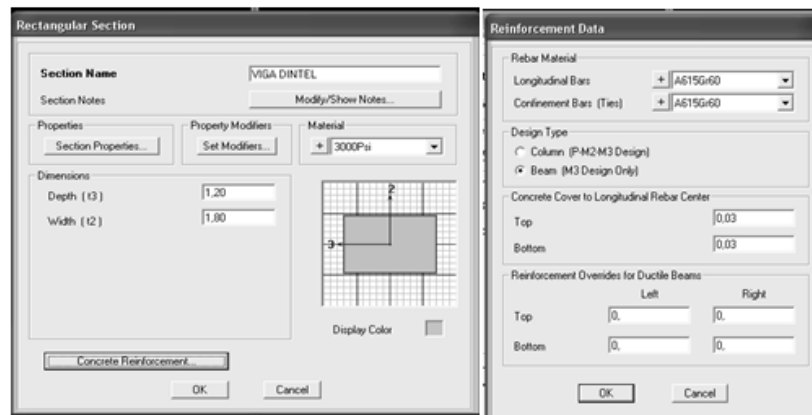 Rectangular Section
Section Name VIGA DINTEL
Section Notes Modify/Show Notes...
Properties Property Modifiers Material
Section Properties... Set Modifiers... + 3000Psi
Dimensions
Depth ( t3 ) 1,20
Width ( t2 ) 1,80
2
3
Display Color
Concrete Reinforcement...
OK Cancel
Reinforcement Data
Rebar Material
Longitudinal Bars + A615Gr60
Confinement Bars (Ties) + A615Gr60
Design Type
Column (P-M2-M3 Design)
Beam (M3 Design Only)
Concrete Cover to Longitudinal Rebar Center
Top 0,03
Bottom 0,03
Reinforcement Overrides for Ductile Beams
Left Right
Top 0, 0,
Bottom 0, 0,
OK Cancel